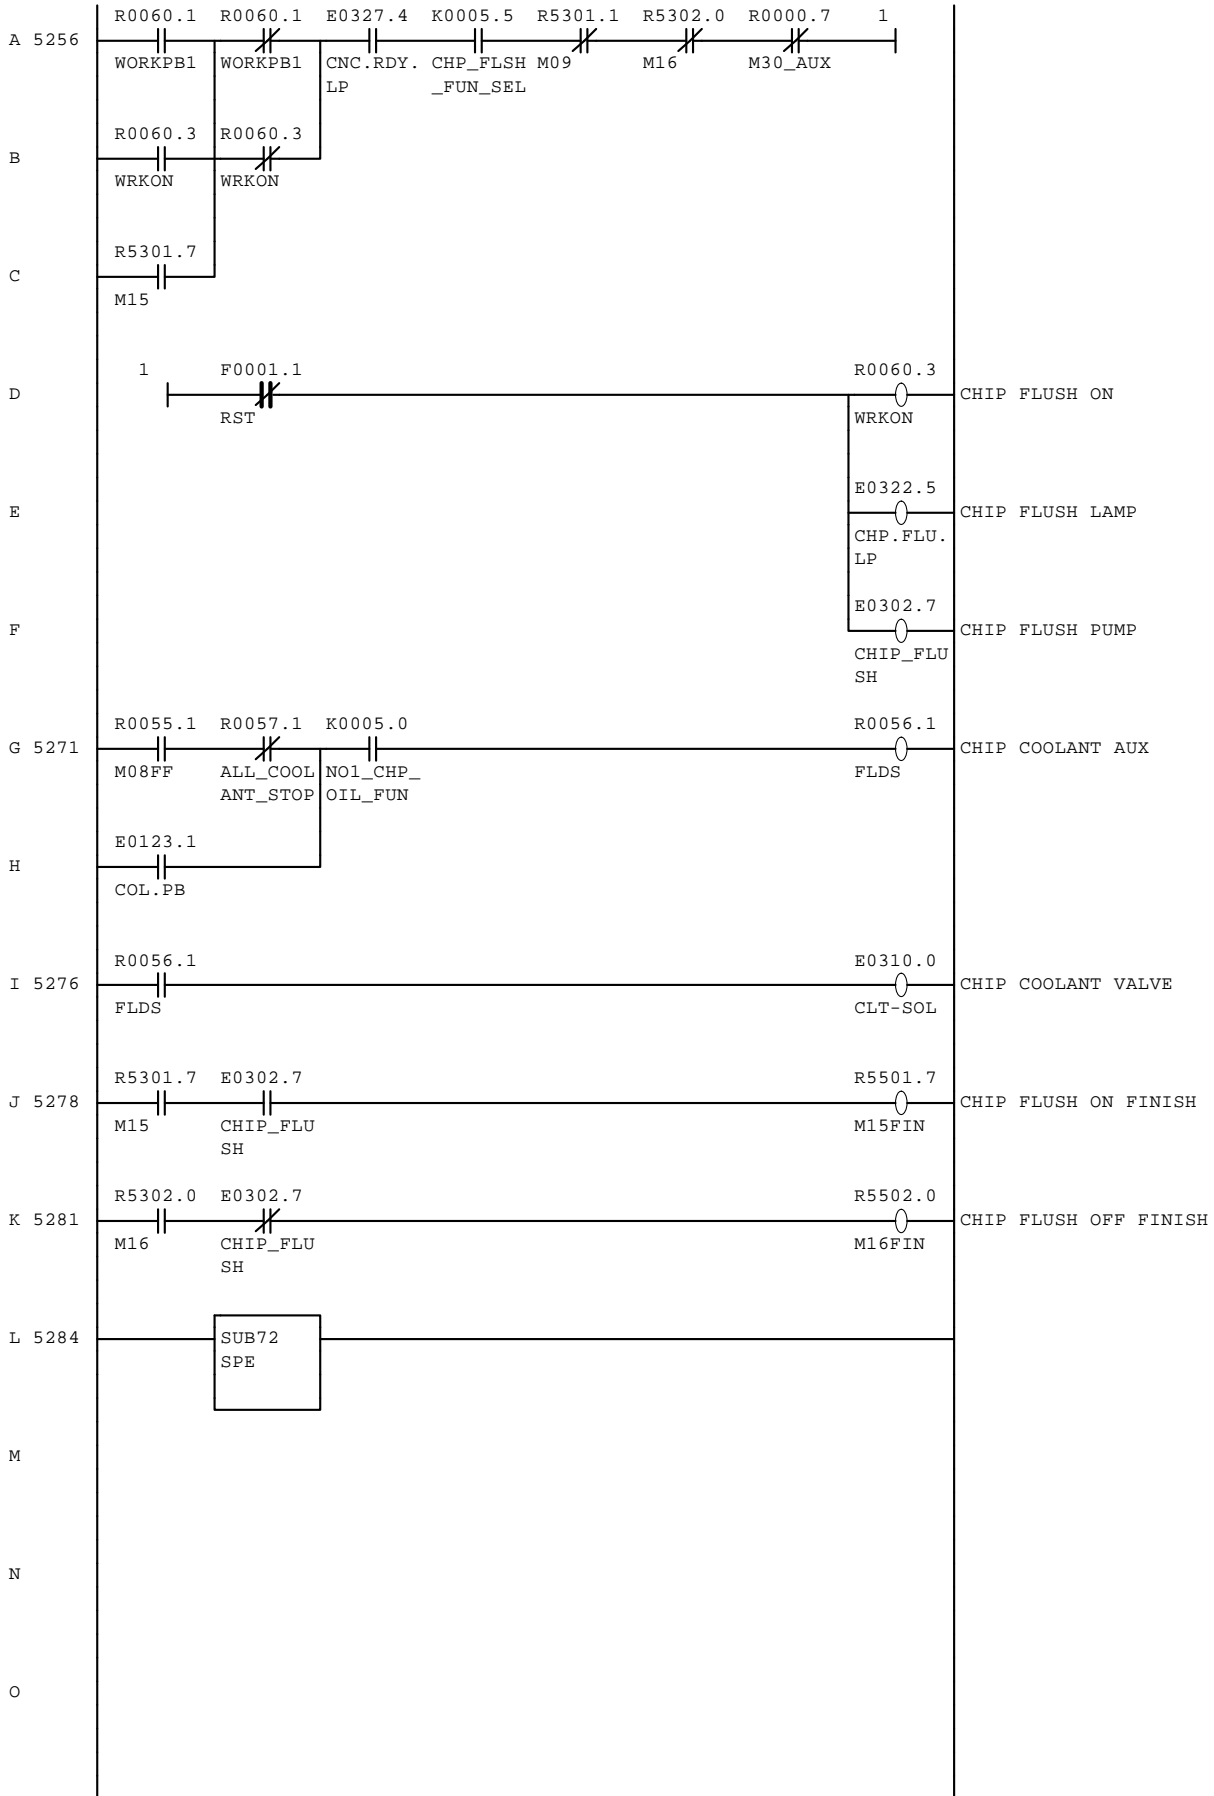 R0060.1 R0060.1 E0327.4 K0005.5 R5301.1 R5302.0 R0000.7 1
A 5256
WORKPB1 WORKPB1 CNC.RDY. CHP_FLSH M09 M16 M30_AUX
LP _FUN_SEL
R0060.3 R0060.3
B
WRKON WRKON
R5301.7
C
M15
1 F0001.1 R0060.3
D CHIP FLUSH ON
RST WRKON
E0322.5
E CHIP FLUSH LAMP
CHP.FLU.
LP
E0302.7
F CHIP FLUSH PUMP
CHIP_FLU
SH
R0055.1 R0057.1 K0005.0 R0056.1
G 5271 CHIP COOLANT AUX
M08FF ALL_COOL NO1_CHP_ FLDS
ANT_STOP OIL_FUN
E0123.1
H
COL.PB
R0056.1 E0310.0
I 5276 CHIP COOLANT VALVE
FLDS CLT-SOL
R5301.7 E0302.7 R5501.7
J 5278 CHIP FLUSH ON FINISH
M15 CHIP_FLU M15FIN
SH
R5302.0 E0302.7 R5502.0
K 5281 CHIP FLUSH OFF FINISH
M16 CHIP_FLU M16FIN
SH
L 5284 SUB72
SPE
M
N
O